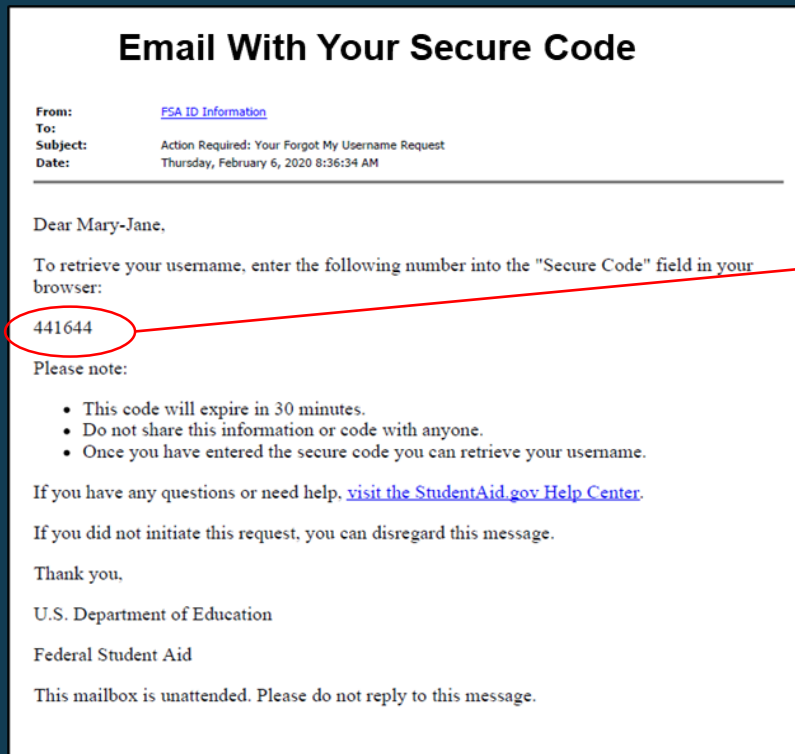 Email With Your Secure Code
From: FSA ID Information
To:
Subject: Action Required: Your Forgot My Username Request
Date: Thursday, February 6, 2020 8:36:34 AM
Dear Mary-Jane,
To retrieve your username, enter the following number into the "Secure Code" field in your
browser:
441644
Please note:
• This code will expire in 30 minutes.
• Do not share this information or code with anyone.
• Once you have entered the secure code you can retrieve your username.
If you have any questions or need help, visit the StudentAid.gov Help Center.
If you did not initiate this request, you can disregard this message.
Thank you,
U.S. Department of Education
Federal Student Aid
This mailbox is unattended. Please do not reply to this message.